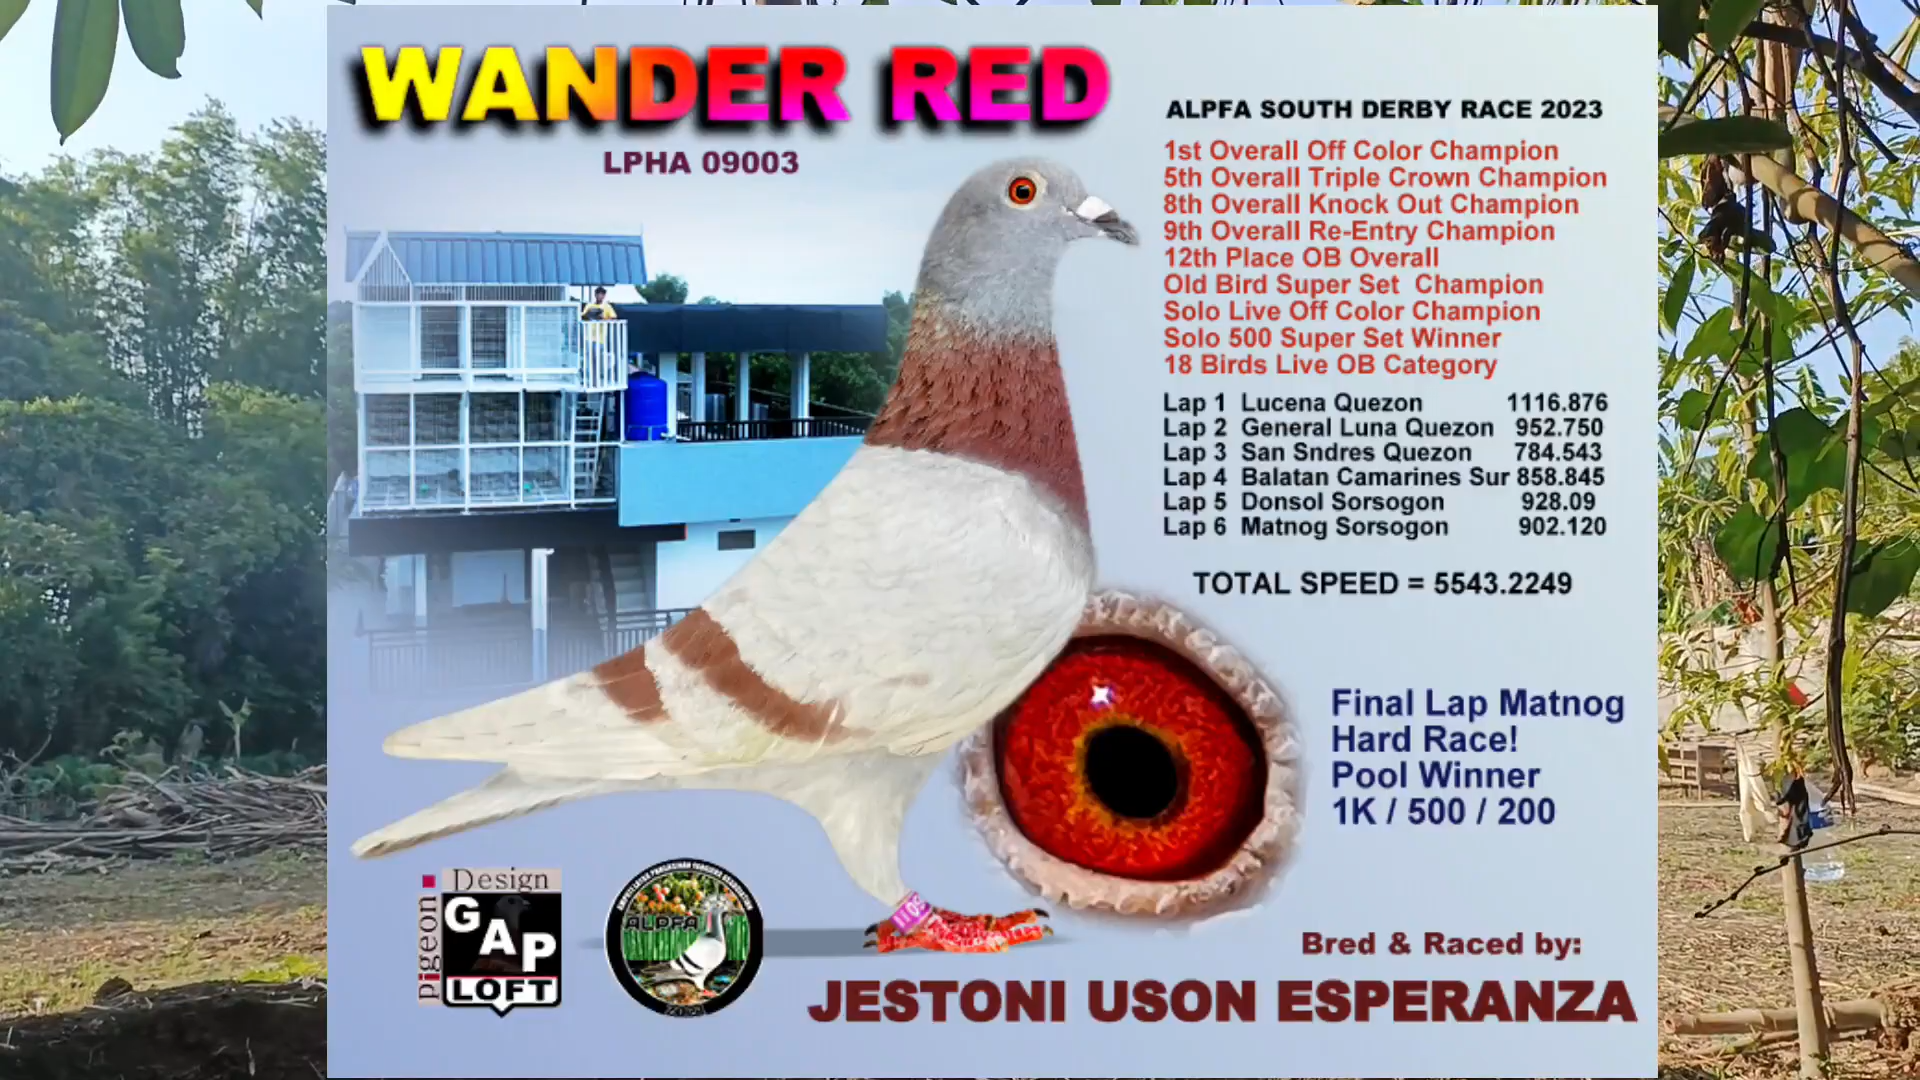 WANDER RED
LPHA 09003
ALPFA SOUTH DERBY RACE 2023
1st Overall Off Color Champion
5th Overall Triple Crown Champion
8th Overall Knock Out Champion
9th Overall Re-Entry Champion
12th Place OB Overall
Old Bird Super Set Champion
Solo Live Off Color Champion
Solo 500 Super Set Winner
18 Birds Live OB Category
Lap 1 Lucena Quezon 1116.876
Lap 2 General Luna Quezon 952.750
Lap 3 San Sndres Quezon 784.543
Lap 4 Balatan Camarines Sur 858.845
Lap 5 Donsol Sorsogon 928.09
Lap 6 Matnog Sorsogon 902.120
TOTAL SPEED = 5543.2249
Final Lap Matnog
Hard Race!
Pool Winner
1K / 500 / 200
Pigeon
Design
GAP
LOFT
ALPFA
Bred & Raced by:
JESTONI USON ESPERANZA